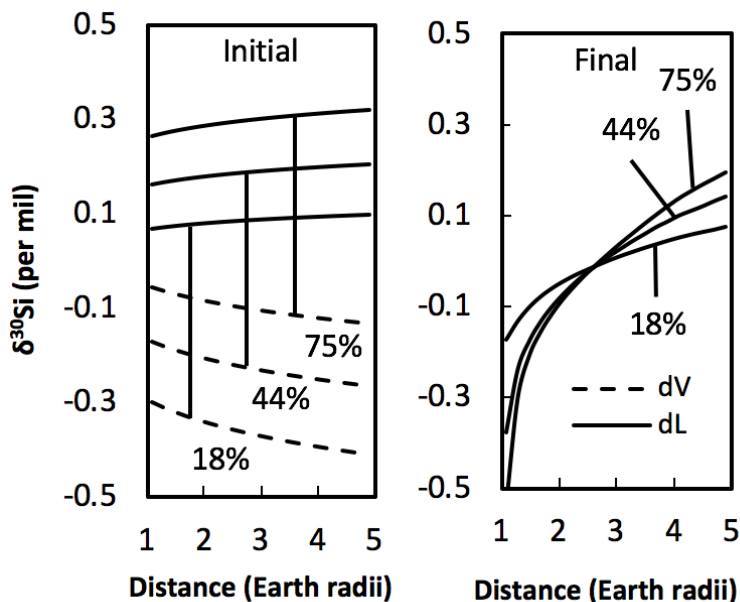 δ³⁰Si (per mil)
0.5
0.3
0.1
-0.1
-0.3
-0.5
Initial
75%
44%
18%
1 2 3 4 5
Distance (Earth radii)
0.5
0.3
0.1
-0.1
-0.3
-0.5
Final
75%
44%
18%
dV
dL
1 2 3 4 5
Distance (Earth radii)